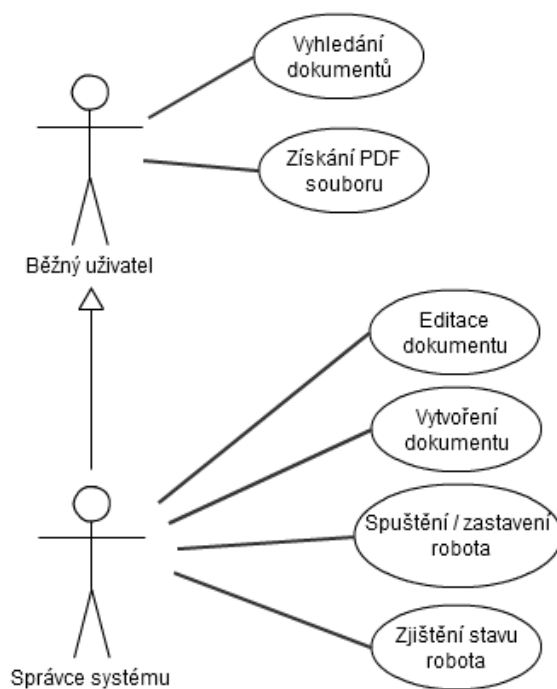 Vyhledání
dokumentů
Získání PDF
souboru
Běžný uživatel
Editace
dokumentu
Vytvoření
dokumentu
Spuštění / zastavení
robota
Zjištění stavu
robota
Správce systému